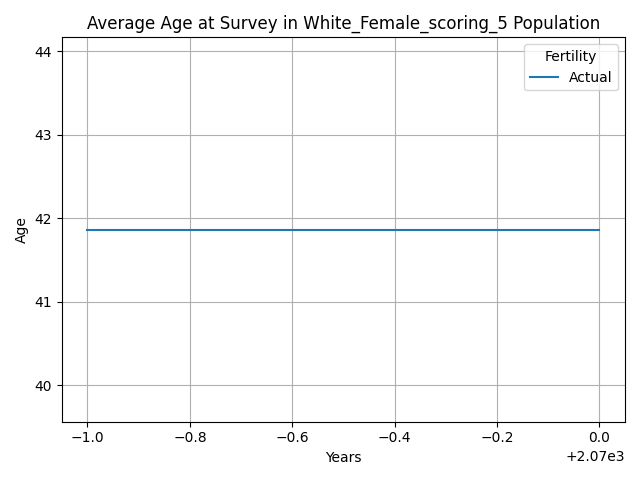 Average Age at Survey in White_Female_scoring_5 Population
Fertility
Actual
44
43
42
41
40
Age
−1.0 −0.8 −0.6 −0.4 −0.2 0.0
Years
+2.07e3